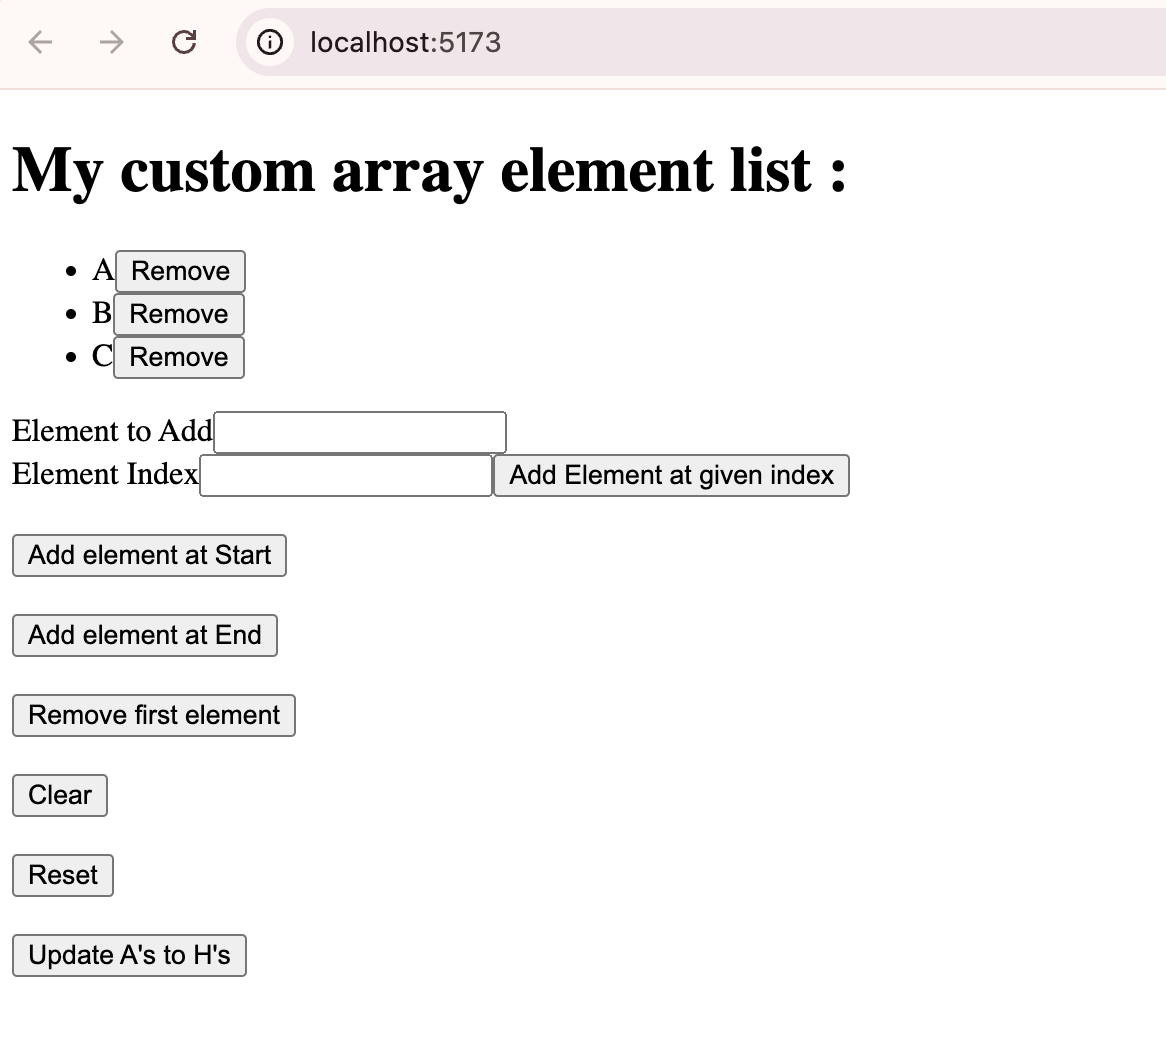 localhost:5173
My custom array element list :
A Remove
B Remove
C Remove
Element to Add
Element Index Add Element at given index
Add element at Start
Add element at End
Remove first element
Clear
Reset
Update A's to H's